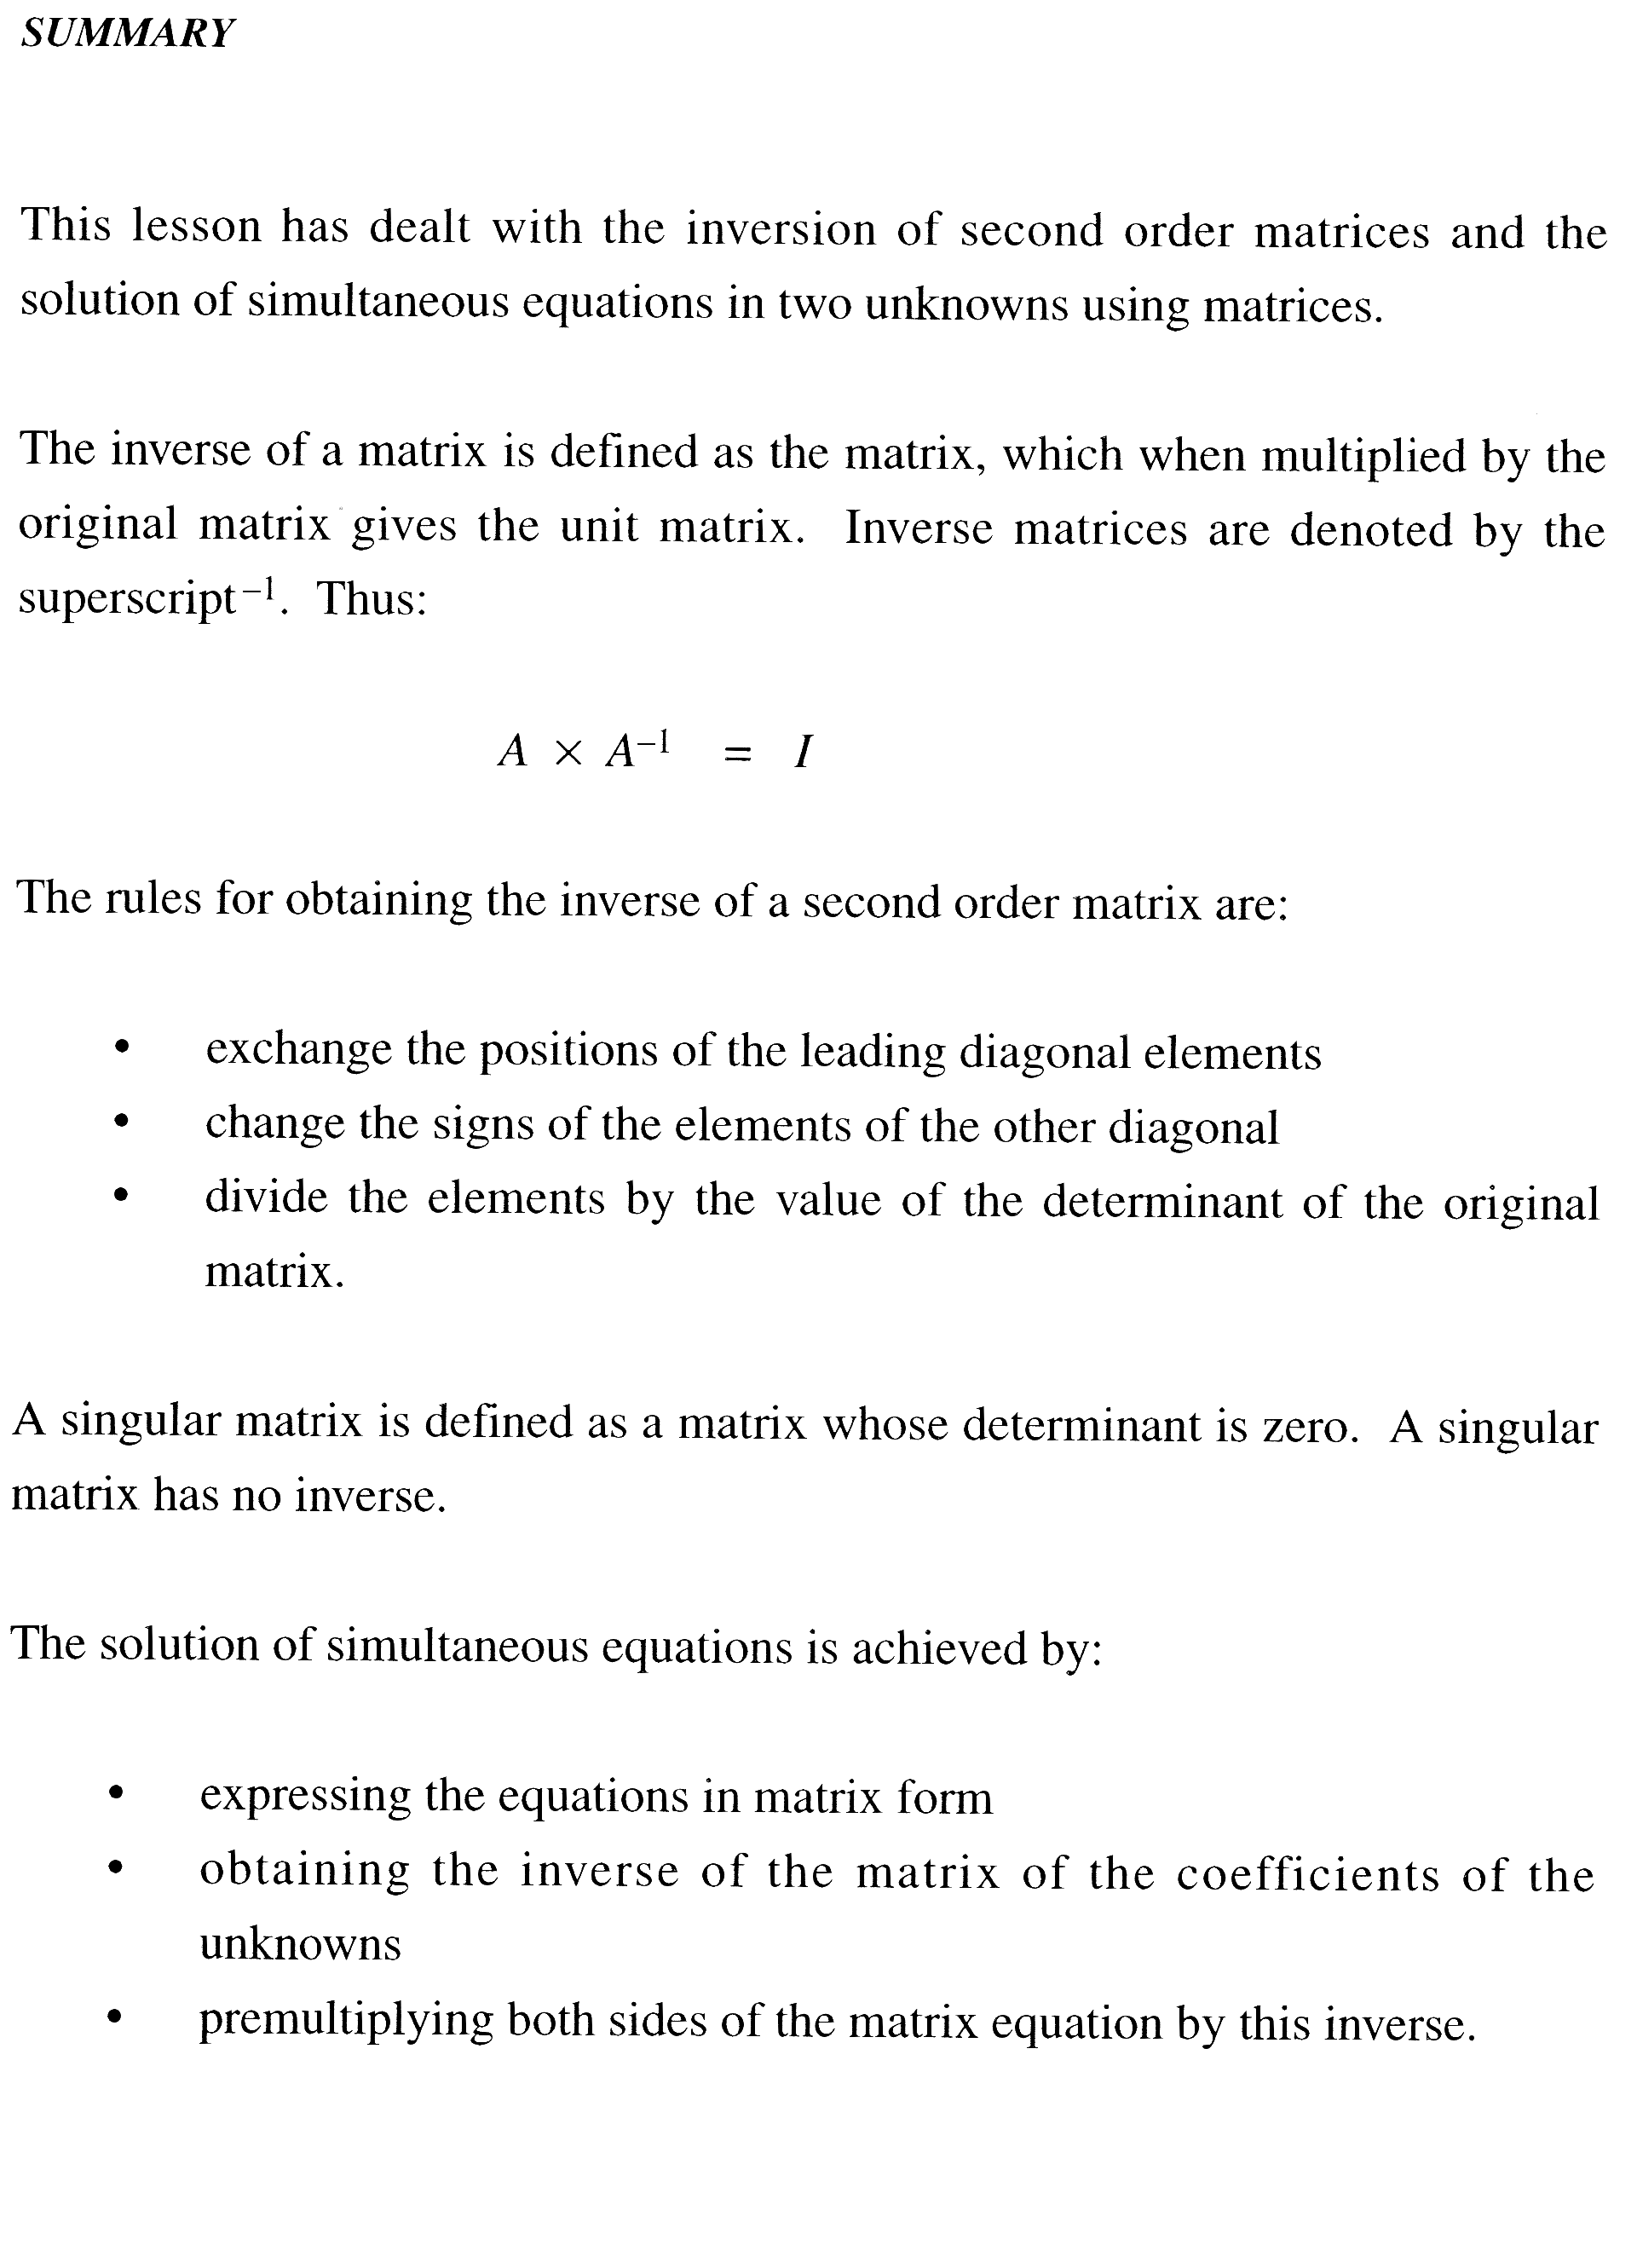 SUMMARY
This lesson has dealt with the inversion of second order matrices and the
solution of simultaneous equations in two unknowns using matrices.
The inverse of a matrix is defined as the matrix, which when multiplied by the
original matrix gives the unit matrix. Inverse matrices are denoted by the
superscript⁻¹. Thus:
A × A⁻¹ = I
The rules for obtaining the inverse of a second order matrix are:
• exchange the positions of the leading diagonal elements
• change the signs of the elements of the other diagonal
• divide the elements by the value of the determinant of the original
matrix.
A singular matrix is defined as a matrix whose determinant is zero. A singular
matrix has no inverse.
The solution of simultaneous equations is achieved by:
• expressing the equations in matrix form
• obtaining the inverse of the matrix of the coefficients of the
unknowns
• premultiplying both sides of the matrix equation by this inverse.